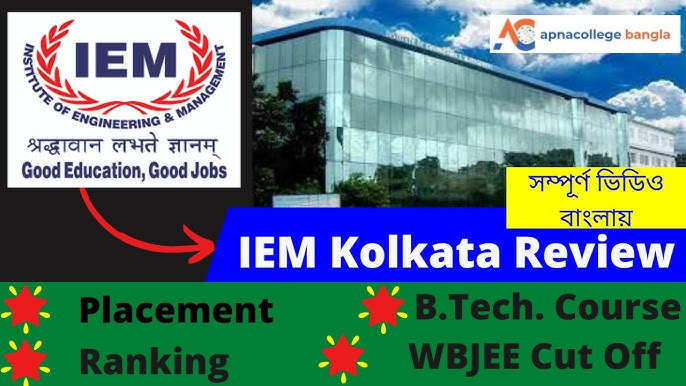 IEM
INSTITUTE OF ENGINEERING & MANAGEMENT
श्रद्धावान लभते ज्ञानम्
Good Education, Good Jobs
apnacollege bangla
সম্পূর্ণ ভিডিও
বাংলায়
IEM Kolkata Review
Placement
B.Tech. Course
Ranking
WBJEE Cut Off